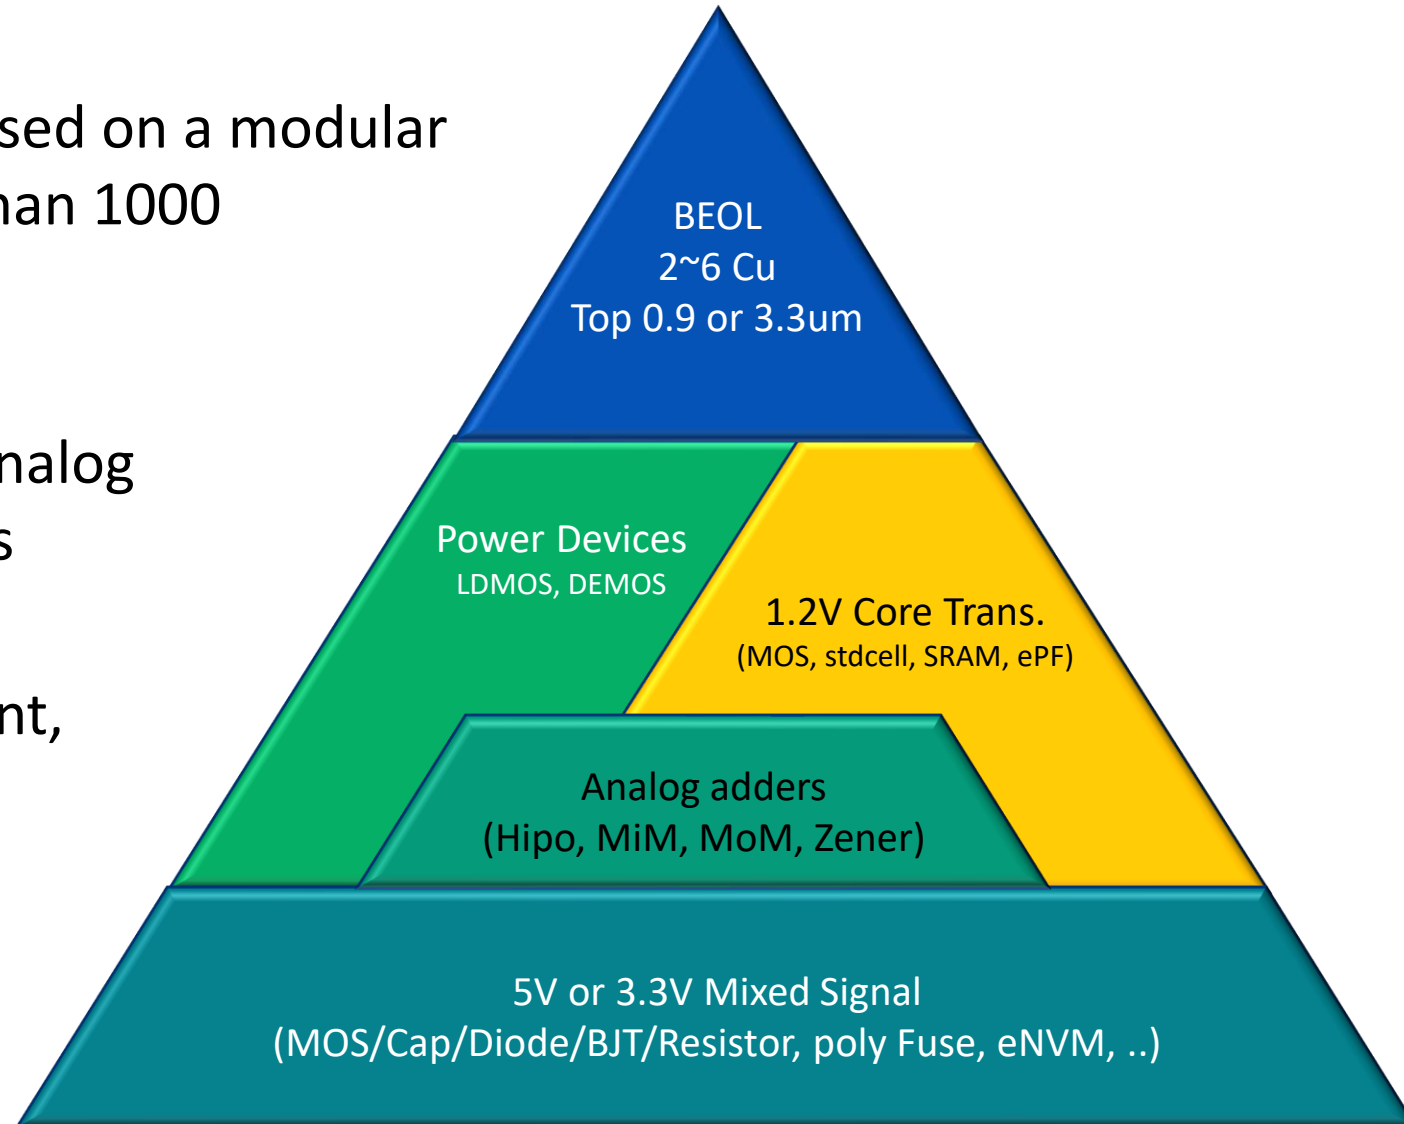 sed on a modular
han 1000
nalog
s
nt,
BEOL
2~6 Cu
Top 0.9 or 3.3um
Power Devices
LDMOS, DEMOS
1.2V Core Trans.
(MOS, stdcell, SRAM, ePF)
Analog adders
(Hipo, MiM, MoM, Zener)
5V or 3.3V Mixed Signal
(MOS/Cap/Diode/BJT/Resistor, poly Fuse, eNVM, ..)